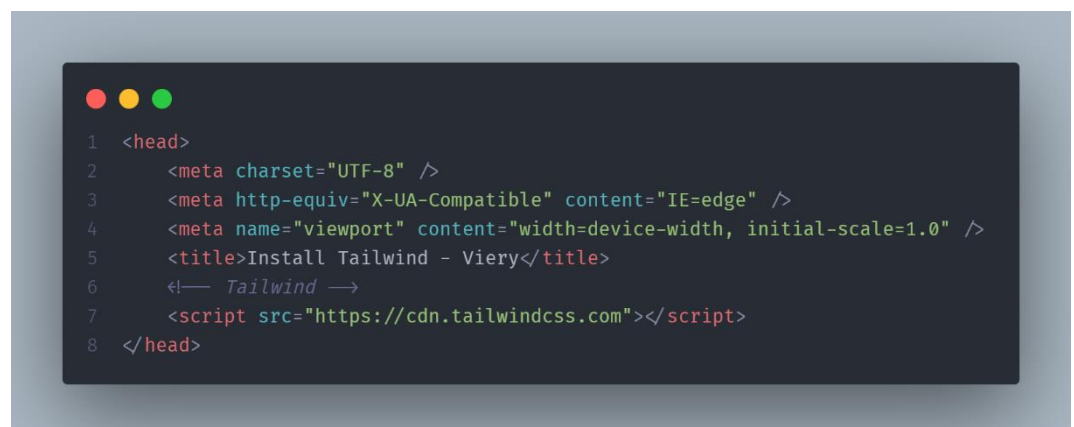 1 <head>
2     <meta charset="UTF-8" />
3     <meta http-equiv="X-UA-Compatible" content="IE=edge" />
4     <meta name="viewport" content="width=device-width, initial-scale=1.0" />
5     <title>Install Tailwind - Viery</title>
6     <!-- Tailwind -->
7     <script src="https://cdn.tailwindcss.com"></script>
8 </head>